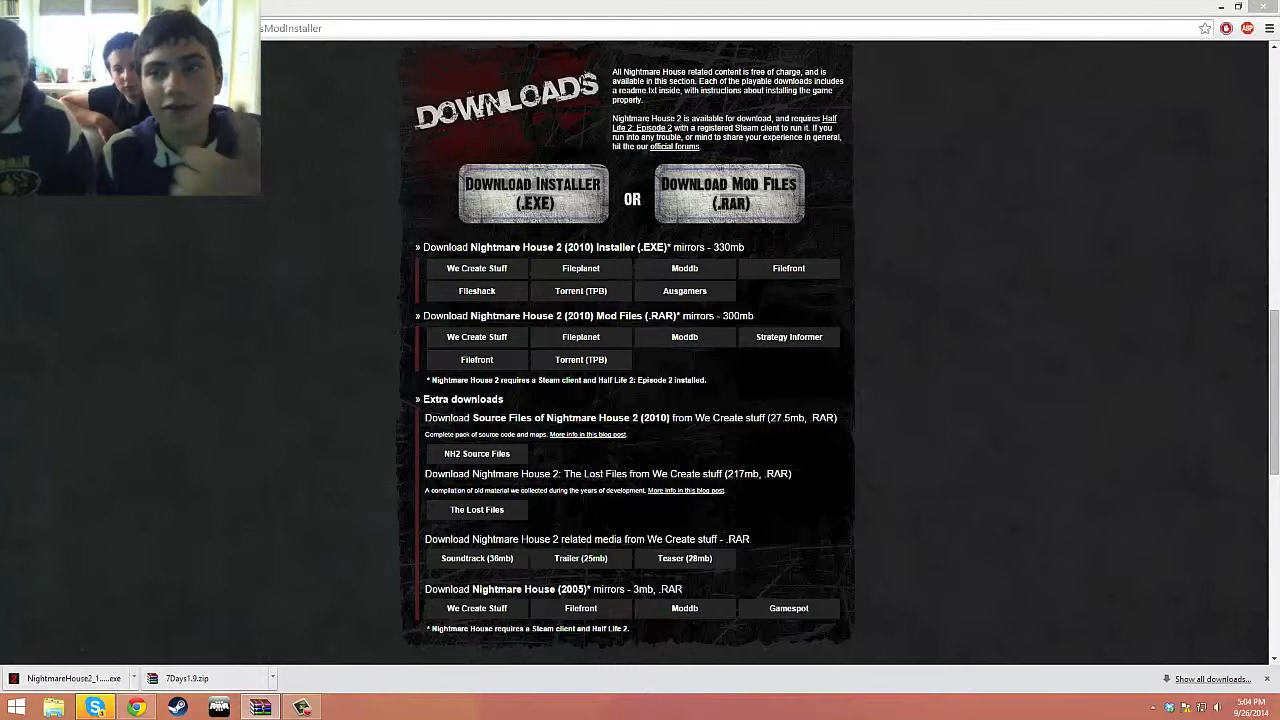 sModInstaller
DOWNLOADS
All Nightmare House related content is free of charge, and is
available in this section. Each of the playable downloads includes
a readme.txt inside, with instructions about installing the game
properly.
Nightmare House 2 is available for download, and requires Half
Life 2: Episode 2 with a registered Steam client to run it. If you
run into any trouble, or mind to share your experience in general,
hit the our official forums.
DOWNLOAD INSTALLER
(.EXE)
OR
DOWNLOAD MOD FILES
(.RAR)
» Download Nightmare House 2 (2010) Installer (.EXE)* mirrors - 330mb
We Create Stuff Fileplanet Moddb Filefront
Fileshack Torrent (TPB) Ausgamers
» Download Nightmare House 2 (2010) Mod Files (.RAR)* mirrors - 300mb
We Create Stuff Fileplanet Moddb Strategy Informer
Filefront Torrent (TPB)
* Nightmare House 2 requires a Steam client and Half Life 2: Episode 2 installed.
» Extra downloads
Download Source Files of Nightmare House 2 (2010) from We Create stuff (27.5mb, .RAR)
Complete pack of source code and maps. More info in this blog post.
NH2 Source Files
Download Nightmare House 2: The Lost Files from We Create stuff (217mb, .RAR)
A compilation of old material we collected during the years of development. More info in this blog post.
The Lost Files
Download Nightmare House 2 related media from We Create stuff - .RAR
Soundtrack (36mb) Trailer (25mb) Teaser (28mb)
Download Nightmare House (2005)* mirrors - 3mb, .RAR
We Create Stuff Filefront Moddb Gamespot
* Nightmare House requires a Steam client and Half Life 2.
NightmareHouse2_1.....exe 7Days1.9.zip Show all downloads...
5:04 PM
9/26/2014